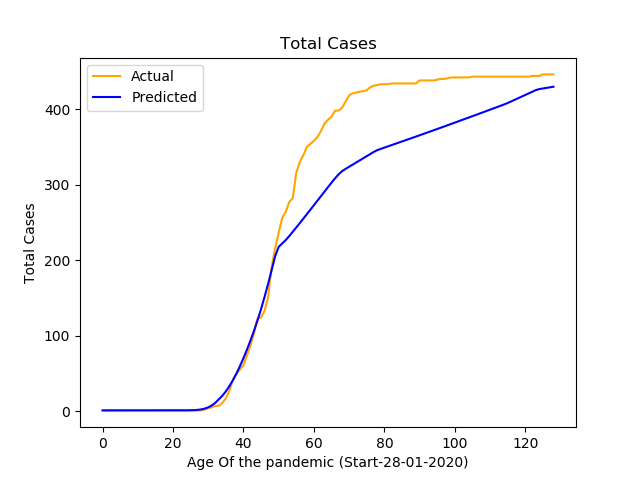 Total Cases
Actual
Predicted
400
300
200
100
0
Total Cases
0 20 40 60 80 100 120
Age Of the pandemic (Start-28-01-2020)